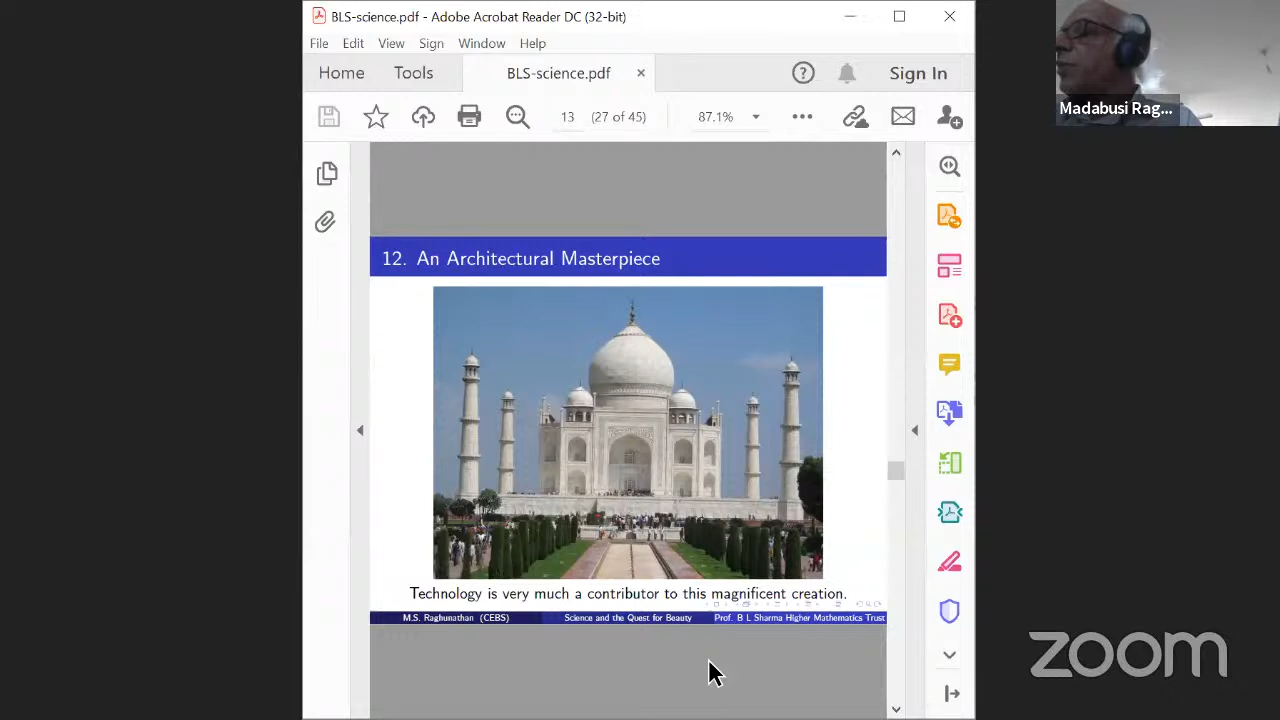 BLS-science.pdf - Adobe Acrobat Reader DC (32-bit)
File Edit View Sign Window Help
Home Tools BLS-science.pdf × Sign In
13 (27 of 45) 87.1%
12. An Architectural Masterpiece
Technology is very much a contributor to this magnificent creation.
M.S. Raghunathan (CEBS) Science and the Quest for Beauty Prof. B L Sharma Higher Mathematics Trust
Madabusi Rag...
zoom